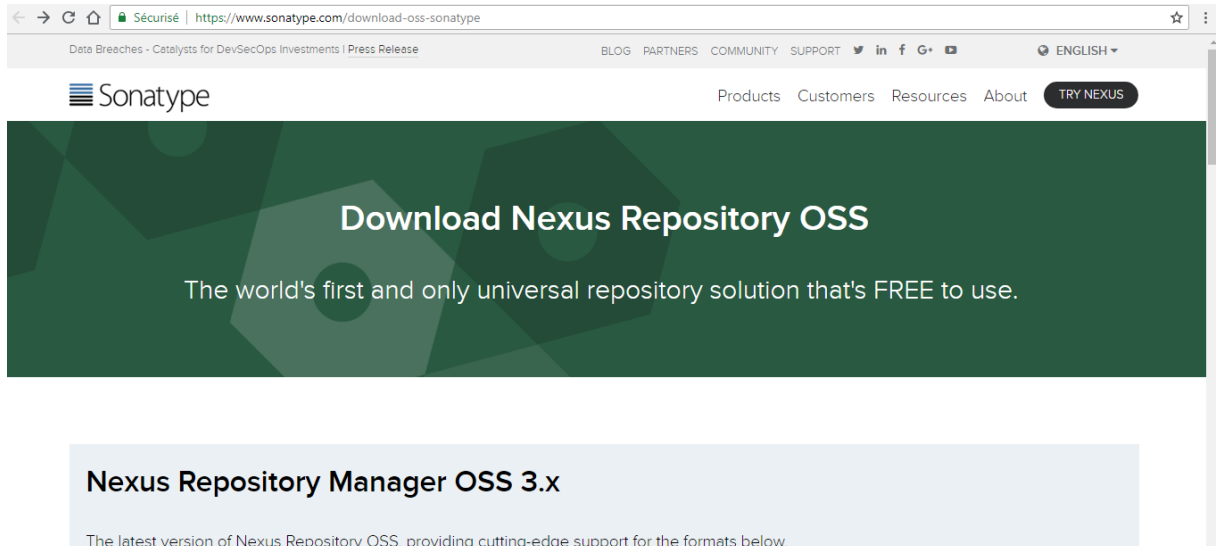 Sécurisé | https://www.sonatype.com/download-oss-sonatype
Data Breaches - Catalysts for DevSecOps Investments | Press Release BLOG PARTNERS COMMUNITY SUPPORT in f G+ ENGLISH
Sonatype Products Customers Resources About TRY NEXUS
Download Nexus Repository OSS
The world's first and only universal repository solution that's FREE to use.
Nexus Repository Manager OSS 3.x
The latest version of Nexus Repository OSS, providing cutting-edge support for the formats below.